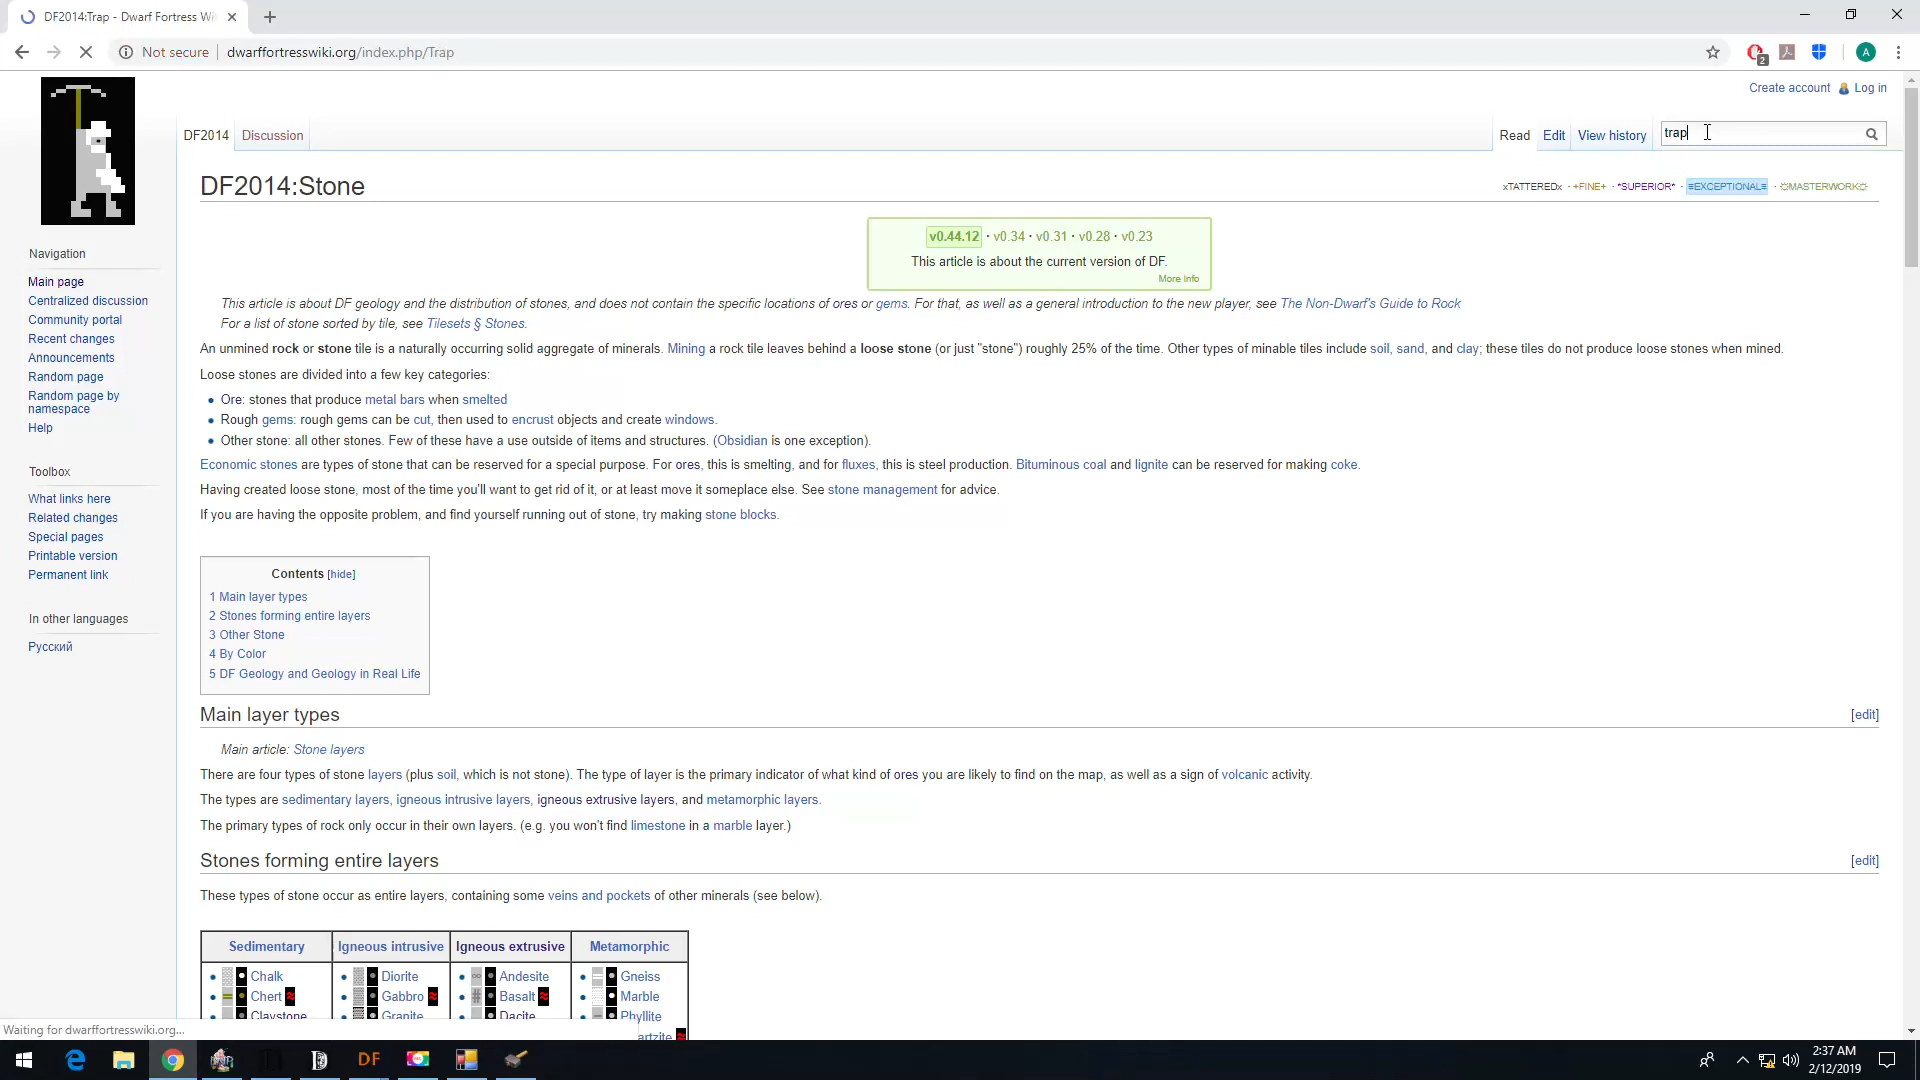 DF2014:Trap - Dwarf Fortress Wi
Not secure
dwarffortresswiki.org/index.php/Trap
2
A
Create account
Log in
DF2014
Discussion
Read
Edit
View history
trap
DF2014:Stone
xTATTEREDx · +FINE+ · *SUPERIOR* · ≡EXCEPTIONAL≡ · ☼MASTERWORK☼
v0.44.12 · v0.34 · v0.31 · v0.28 · v0.23
This article is about the current version of DF.
More Info
Navigation
Main page
Centralized discussion
Community portal
Recent changes
Announcements
Random page
Random page by
namespace
Help
Toolbox
What links here
Related changes
Special pages
Printable version
Permanent link
In other languages
Русский
This article is about DF geology and the distribution of stones, and does not contain the specific locations of ores or gems. For that, as well as a general introduction to the new player, see The Non-Dwarf's Guide to Rock
For a list of stone sorted by tile, see Tilesets § Stones.
An unmined rock or stone tile is a naturally occurring solid aggregate of minerals. Mining a rock tile leaves behind a loose stone (or just "stone") roughly 25% of the time. Other types of minable tiles include soil, sand, and clay; these tiles do not produce loose stones when mined.
Loose stones are divided into a few key categories:
Ore: stones that produce metal bars when smelted
Rough gems: rough gems can be cut, then used to encrust objects and create windows.
Other stone: all other stones. Few of these have a use outside of items and structures. (Obsidian is one exception).
Economic stones are types of stone that can be reserved for a special purpose. For ores, this is smelting, and for fluxes, this is steel production. Bituminous coal and lignite can be reserved for making coke.
Having created loose stone, most of the time you'll want to get rid of it, or at least move it someplace else. See stone management for advice.
If you are having the opposite problem, and find yourself running out of stone, try making stone blocks.
Contents [hide]
1 Main layer types
2 Stones forming entire layers
3 Other Stone
4 By Color
5 DF Geology and Geology in Real Life
Main layer types
[edit]
Main article: Stone layers
There are four types of stone layers (plus soil, which is not stone). The type of layer is the primary indicator of what kind of ores you are likely to find on the map, as well as a sign of volcanic activity.
The types are sedimentary layers, igneous intrusive layers, igneous extrusive layers, and metamorphic layers.
The primary types of rock only occur in their own layers. (e.g. you won't find limestone in a marble layer.)
Stones forming entire layers
[edit]
These types of stone occur as entire layers, containing some veins and pockets of other minerals (see below).
Sedimentary Igneous intrusive Igneous extrusive Metamorphic
Chalk Diorite Andesite Gneiss
Chert Gabbro Basalt Marble
Claystone Granite Dacite Phyllite
artzite
Waiting for dwarffortresswiki.org...
DF
2:37 AM
2/12/2019